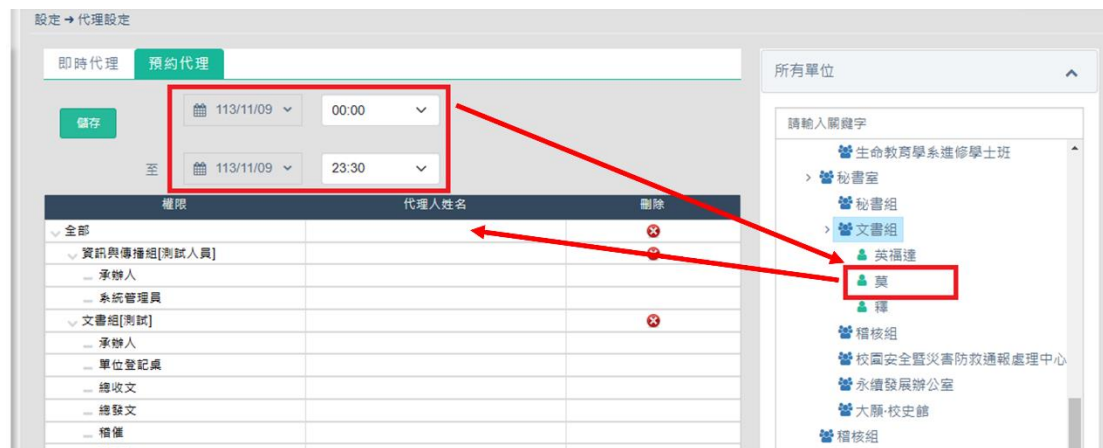 設定→代理設定
即時代理 預約代理
儲存
113/11/09 00:00
至 113/11/09 23:30
權限 代理人姓名 刪除
全部
資訊與傳播組[測試人員]
承辦人
系統管理員
文書組[測試]
承辦人
單位登記桌
總收文
總發文
稽催
所有單位
請輸入關鍵字
生命教育學系進修學士班
秘書室
秘書組
文書組
英福達
莫
釋
稽核組
校園安全暨災害防救通報處理中心
永續發展辦公室
大願‧校史館
稽核組